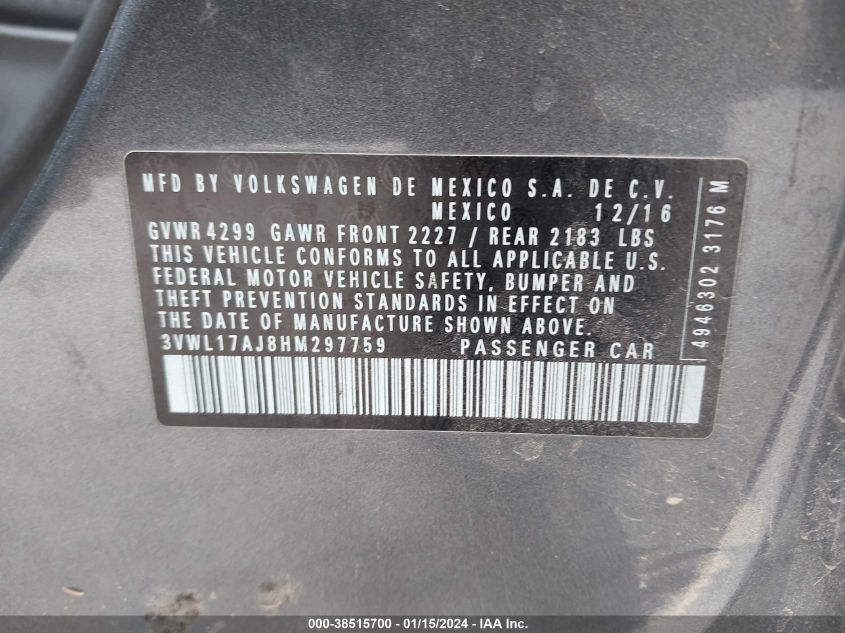 MFD BY VOLKSWAGEN DE MEXICO S.A. DE C.V.
MEXICO 12/16
GVWR 4299 GAWR FRONT 2227 / REAR 2183 LBS
THIS VEHICLE CONFORMS TO ALL APPLICABLE U.S.
FEDERAL MOTOR VEHICLE SAFETY, BUMPER AND
THEFT PREVENTION STANDARDS IN EFFECT ON
THE DATE OF MANUFACTURE SHOWN ABOVE.
3VWL17AJ8HM297759 PASSENGER CAR
4946302 3176 M
000-38515700 - 01/15/2024 - IAA Inc.